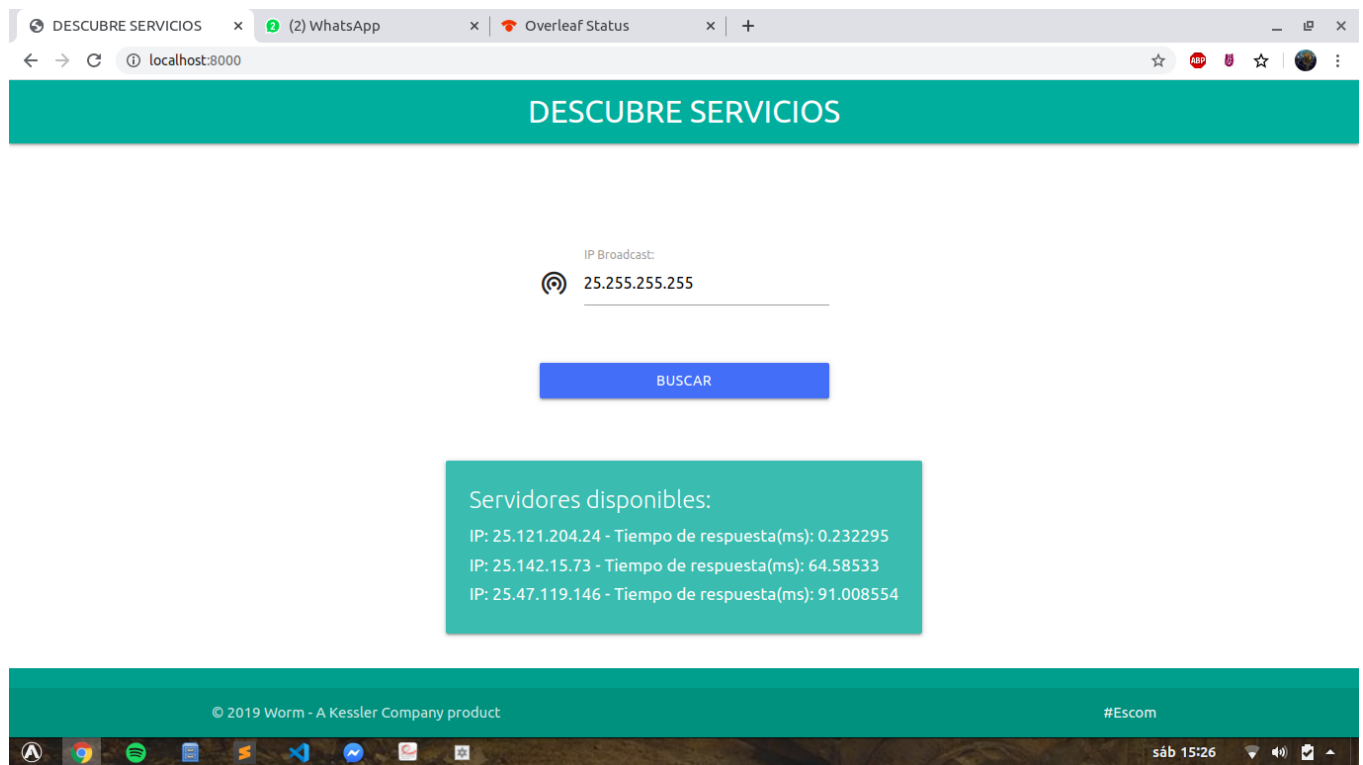 DESCUBRE SERVICIOS
(2) WhatsApp
Overleaf Status
localhost:8000
ABP
DESCUBRE SERVICIOS
IP Broadcast:
25.255.255.255
BUSCAR
Servidores disponibles:
IP: 25.121.204.24 - Tiempo de respuesta(ms): 0.232295
IP: 25.142.15.73 - Tiempo de respuesta(ms): 64.58533
IP: 25.47.119.146 - Tiempo de respuesta(ms): 91.008554
© 2019 Worm - A Kessler Company product
#Escom
sáb 15:26